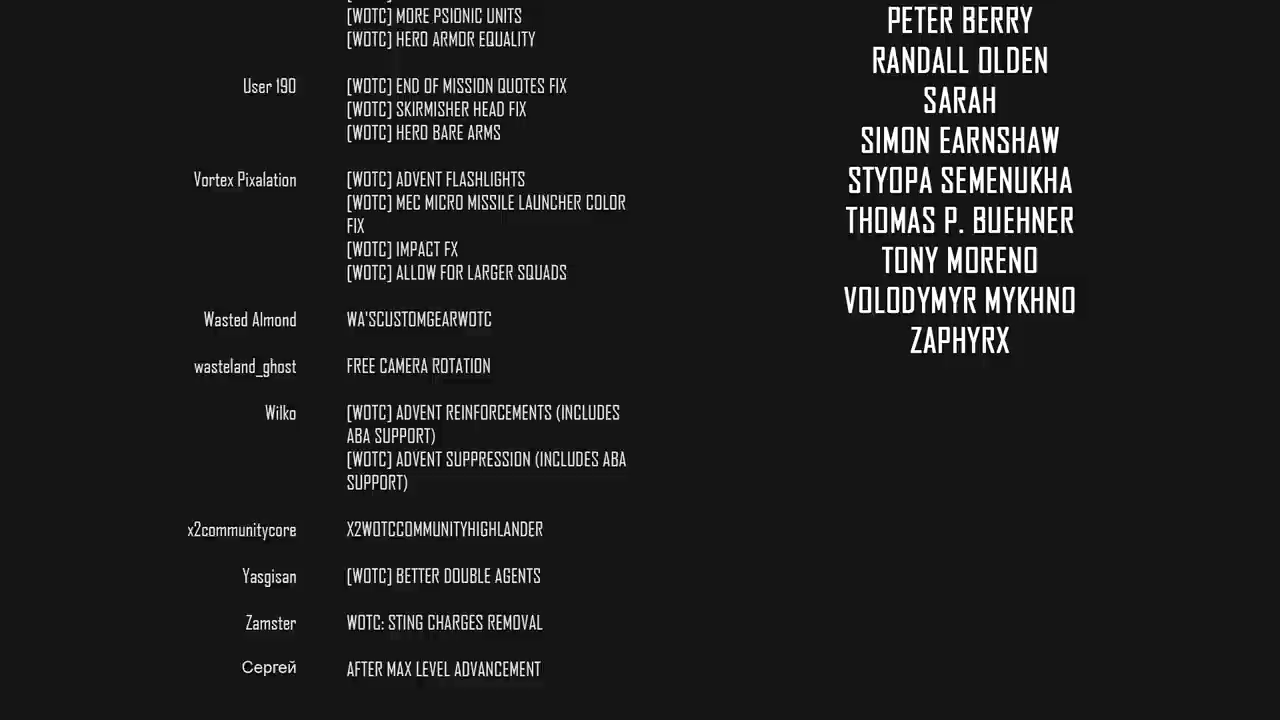 [WOTC] MORE PSIONIC UNITS
[WOTC] HERO ARMOR EQUALITY
User 190 [WOTC] END OF MISSION QUOTES FIX
[WOTC] SKIRMISHER HEAD FIX
[WOTC] HERO BARE ARMS
Vortex Pixalation [WOTC] ADVENT FLASHLIGHTS
[WOTC] MEC MICRO MISSILE LAUNCHER COLOR
FIX
[WOTC] IMPACT FX
[WOTC] ALLOW FOR LARGER SQUADS
Wasted Almond WA'SCUSTOMGEARWOTC
wasteland_ghost FREE CAMERA ROTATION
Wilko [WOTC] ADVENT REINFORCEMENTS (INCLUDES
ABA SUPPORT)
[WOTC] ADVENT SUPPRESSION (INCLUDES ABA
SUPPORT)
x2communitycore X2WOTCCOMMUNITYHIGHLANDER
Yasgisan [WOTC] BETTER DOUBLE AGENTS
Zamster WOTC: STING CHARGES REMOVAL
Сергей AFTER MAX LEVEL ADVANCEMENT
PETER BERRY
RANDALL OLDEN
SARAH
SIMON EARNSHAW
STYOPA SEMENUKHA
THOMAS P. BUEHNER
TONY MORENO
VOLODYMYR MYKHNO
ZAPHYRX